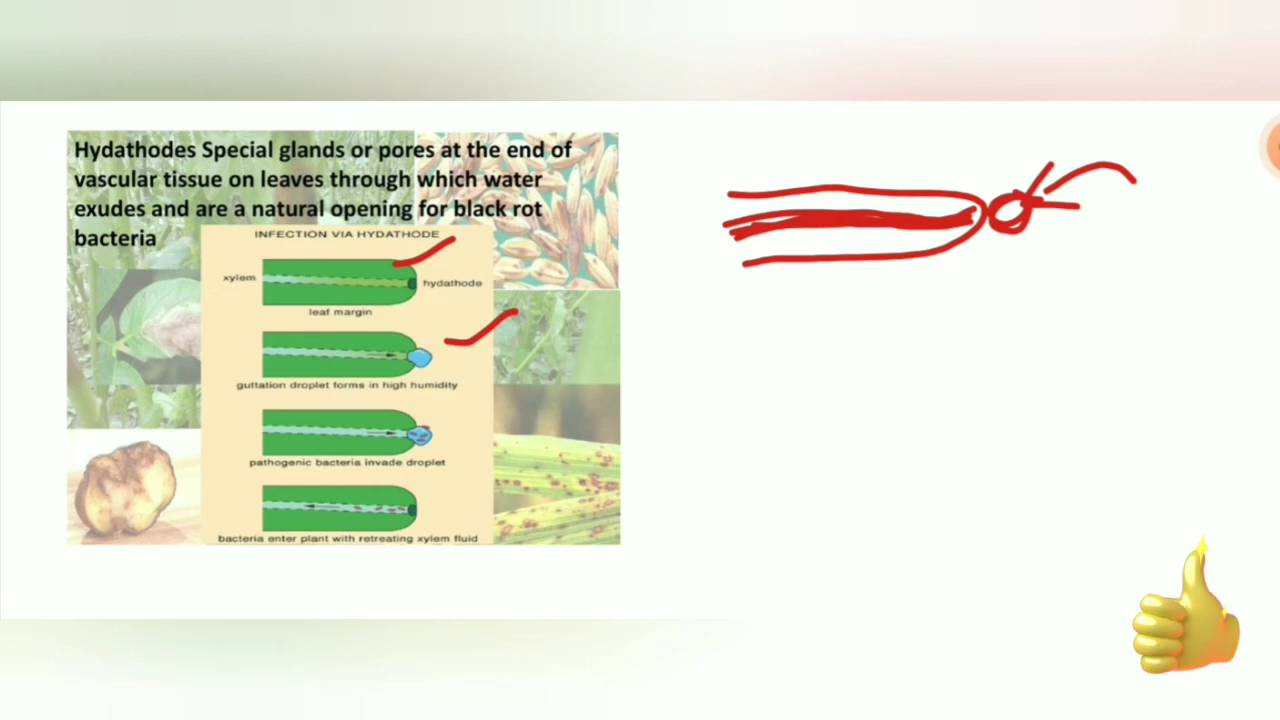 Hydathodes Special glands or pores at the end of
vascular tissue on leaves through which water
exudes and are a natural opening for black rot
bacteria
INFECTION VIA HYDATHODE
xylem
hydathode
leaf margin
guttation droplet forms in high humidity
pathogenic bacteria invade droplet
bacteria enter plant with retreating xylem fluid